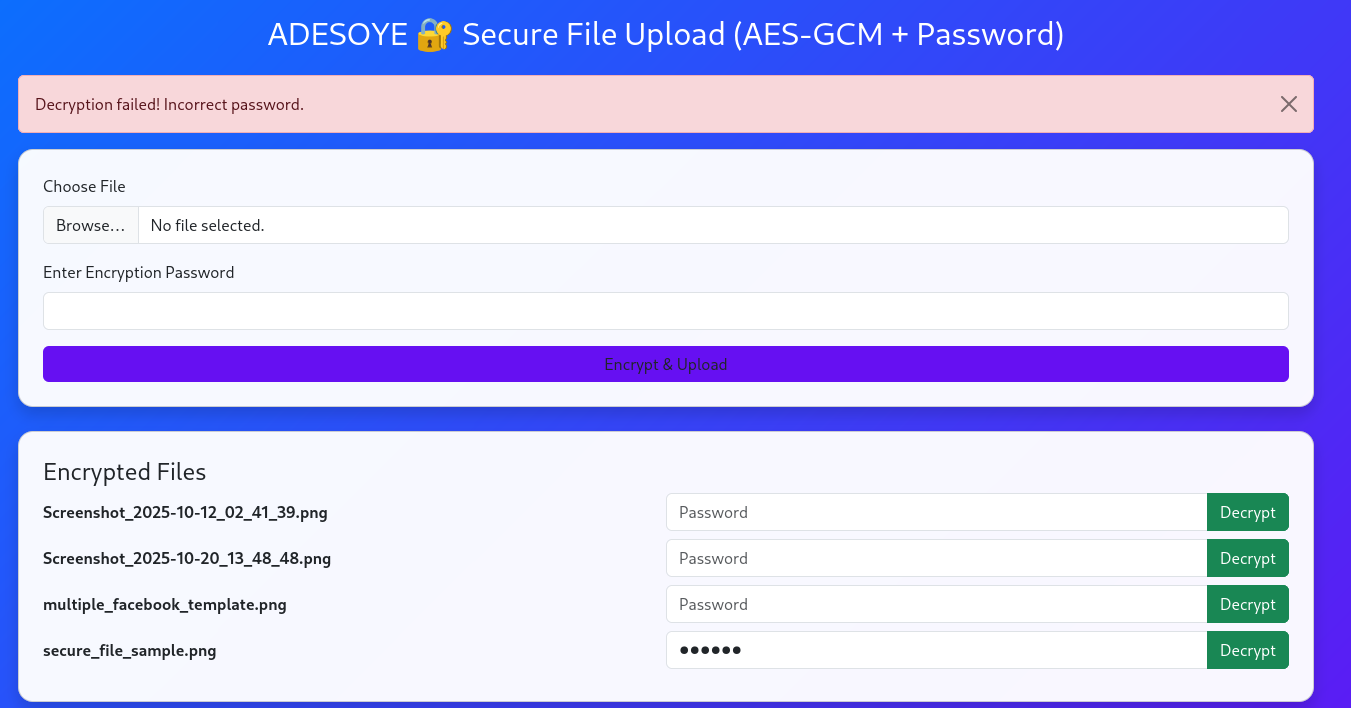 ADESOYE 🔐 Secure File Upload (AES-GCM + Password)
Decryption failed! Incorrect password.
Choose File
Browse... No file selected.
Enter Encryption Password
Encrypt & Upload
Encrypted Files
Screenshot_2025-10-12_02_41_39.png Password Decrypt
Screenshot_2025-10-20_13_48_48.png Password Decrypt
multiple_facebook_template.png Password Decrypt
secure_file_sample.png ●●●●●● Decrypt